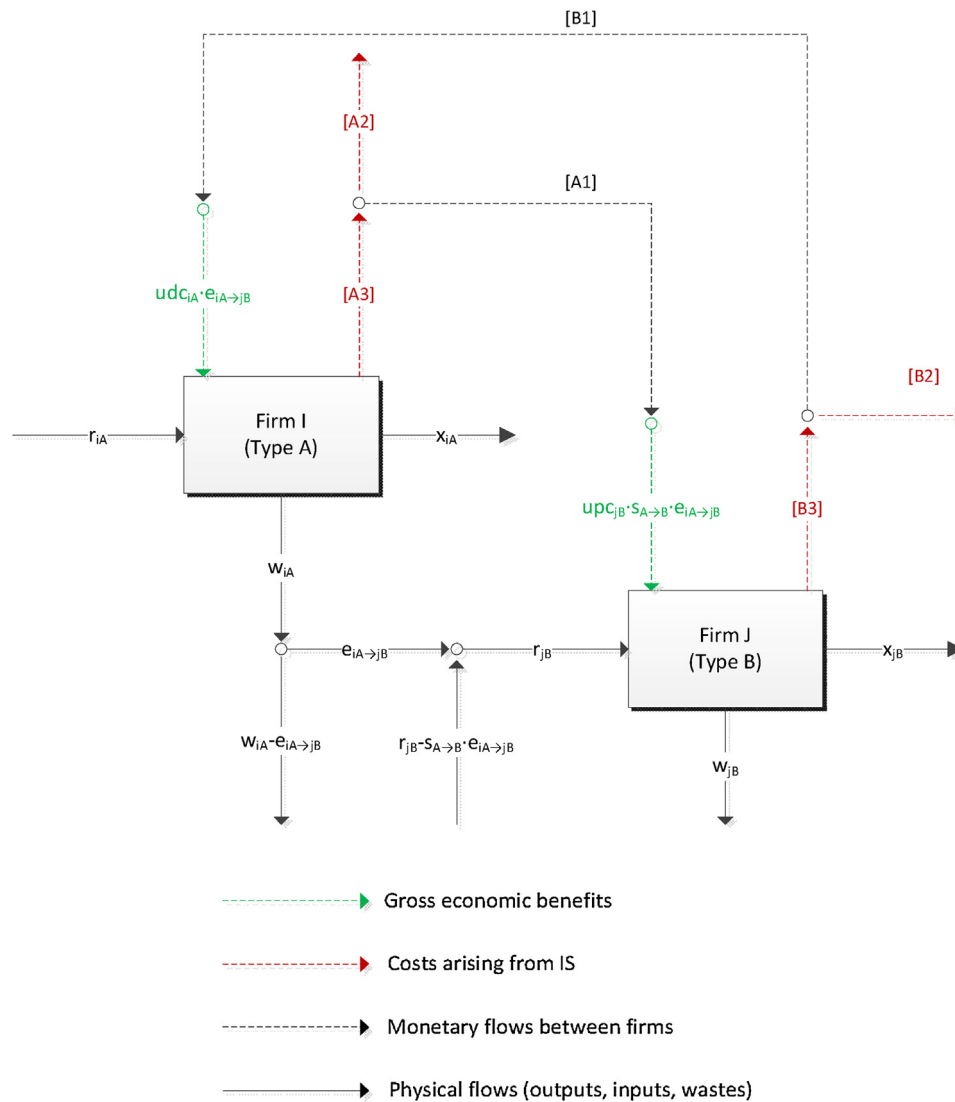 [B1]
[A2]
[A1]
udc_iA·e_iA→jB
[A3]
[B2]
Firm I
(Type A)
r_iA
x_iA
upc_jB·s_A→B·e_iA→jB
[B3]
w_iA
Firm J
(Type B)
e_iA→jB
r_jB
x_jB
w_iA-e_iA→jB
r_jB-s_A→B·e_iA→jB
w_jB
Gross economic benefits
Costs arising from IS
Monetary flows between firms
Physical flows (outputs, inputs, wastes)